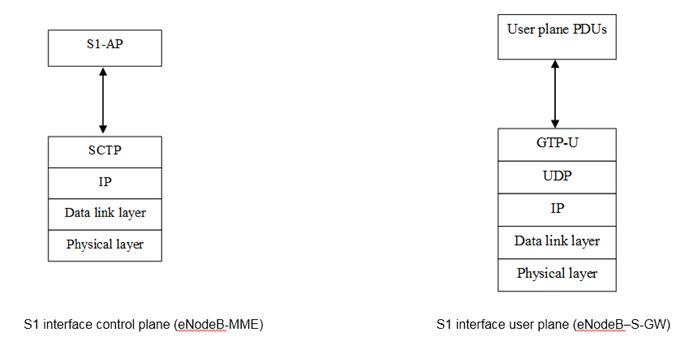 S1-AP
SCTP
IP
Data link layer
Physical layer
S1 interface control plane (eNodeB-MME)
User plane PDUs
GTP-U
UDP
IP
Data link layer
Physical layer
S1 interface user plane (eNodeB–S-GW)